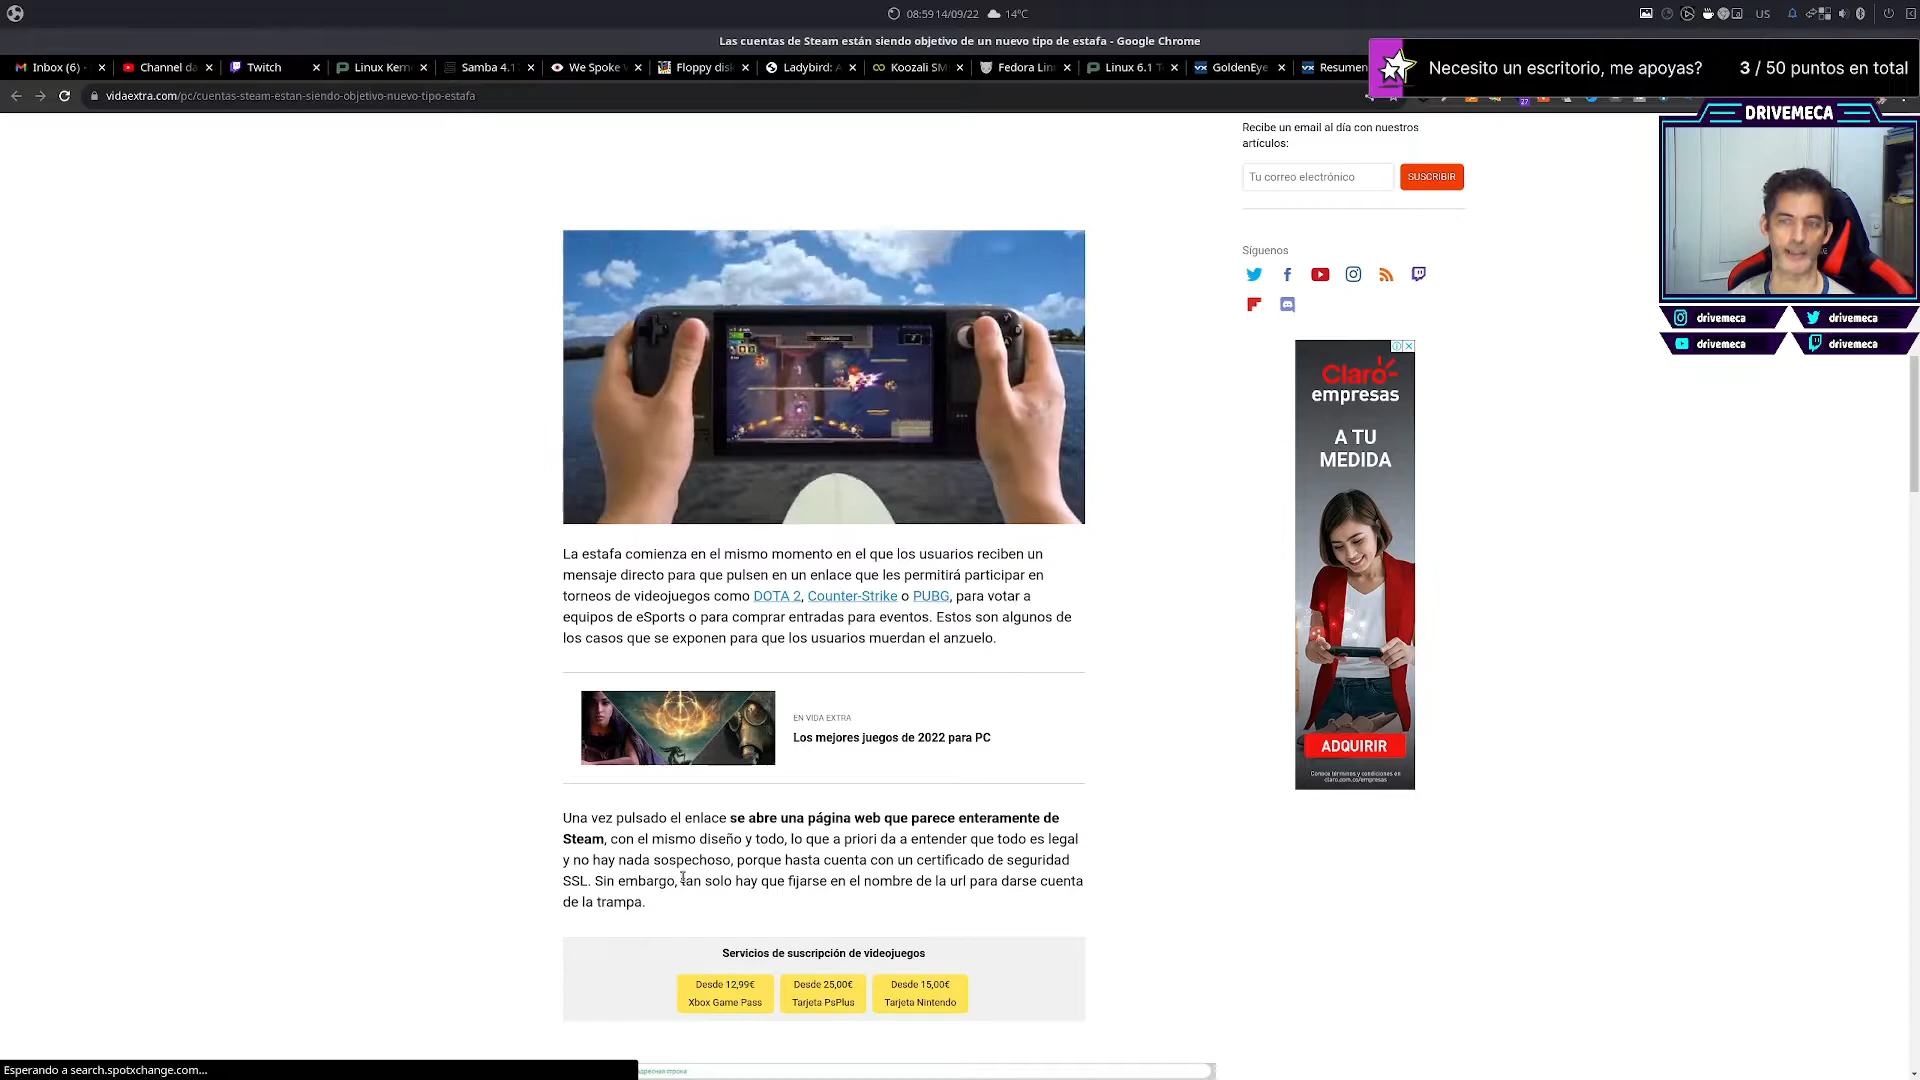 08:59 14/09/22 14°C
US
Las cuentas de Steam están siendo objetivo de un nuevo tipo de estafa - Google Chrome
Inbox (6) - Channel da Twitch Linux Kern Samba 4.1 We Spoke Floppy disk Ladybird: A Koozali SM Fedora Lin Linux 6.1 T GoldenEye Resumen
Necesito un escritorio, me apoyas? 3 / 50 puntos en total
vidaextra.com/pc/cuentas-steam-estan-siendo-objetivo-nuevo-tipo-estafa
27
DRIVEMECA
Recibe un email al día con nuestros
artículos:
Tu correo electrónico SUSCRIBIR
Síguenos
drivemeca drivemeca
drivemeca drivemeca
Claro
empresas
A TU
MEDIDA
ADQUIRIR
Conoce términos y condiciones en
claro.com.co/empresas
La estafa comienza en el mismo momento en el que los usuarios reciben un
mensaje directo para que pulsen en un enlace que les permitirá participar en
torneos de videojuegos como DOTA 2, Counter-Strike o PUBG, para votar a
equipos de eSports o para comprar entradas para eventos. Estos son algunos de
los casos que se exponen para que los usuarios muerdan el anzuelo.
EN VIDA EXTRA
Los mejores juegos de 2022 para PC
Una vez pulsado el enlace se abre una página web que parece enteramente de
Steam, con el mismo diseño y todo, lo que a priori da a entender que todo es legal
y no hay nada sospechoso, porque hasta cuenta con un certificado de seguridad
SSL. Sin embargo, tan solo hay que fijarse en el nombre de la url para darse cuenta
de la trampa.
Servicios de suscripción de videojuegos
Desde 12,99€ Desde 25,00€ Desde 15,00€
Xbox Game Pass Tarjeta PsPlus Tarjeta Nintendo
Esperando a search.spotxchange.com...
адресная строка